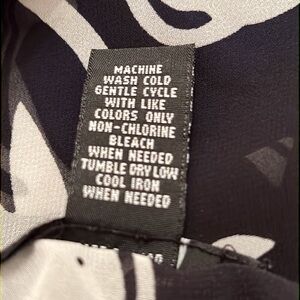 MACHINE
WASH COLD
GENTLE CYCLE
WITH LIKE
COLORS ONLY
NON-CHLORINE
BLEACH
WHEN NEEDED
TUMBLE DRY LOW
COOL IRON
WHEN NEEDED